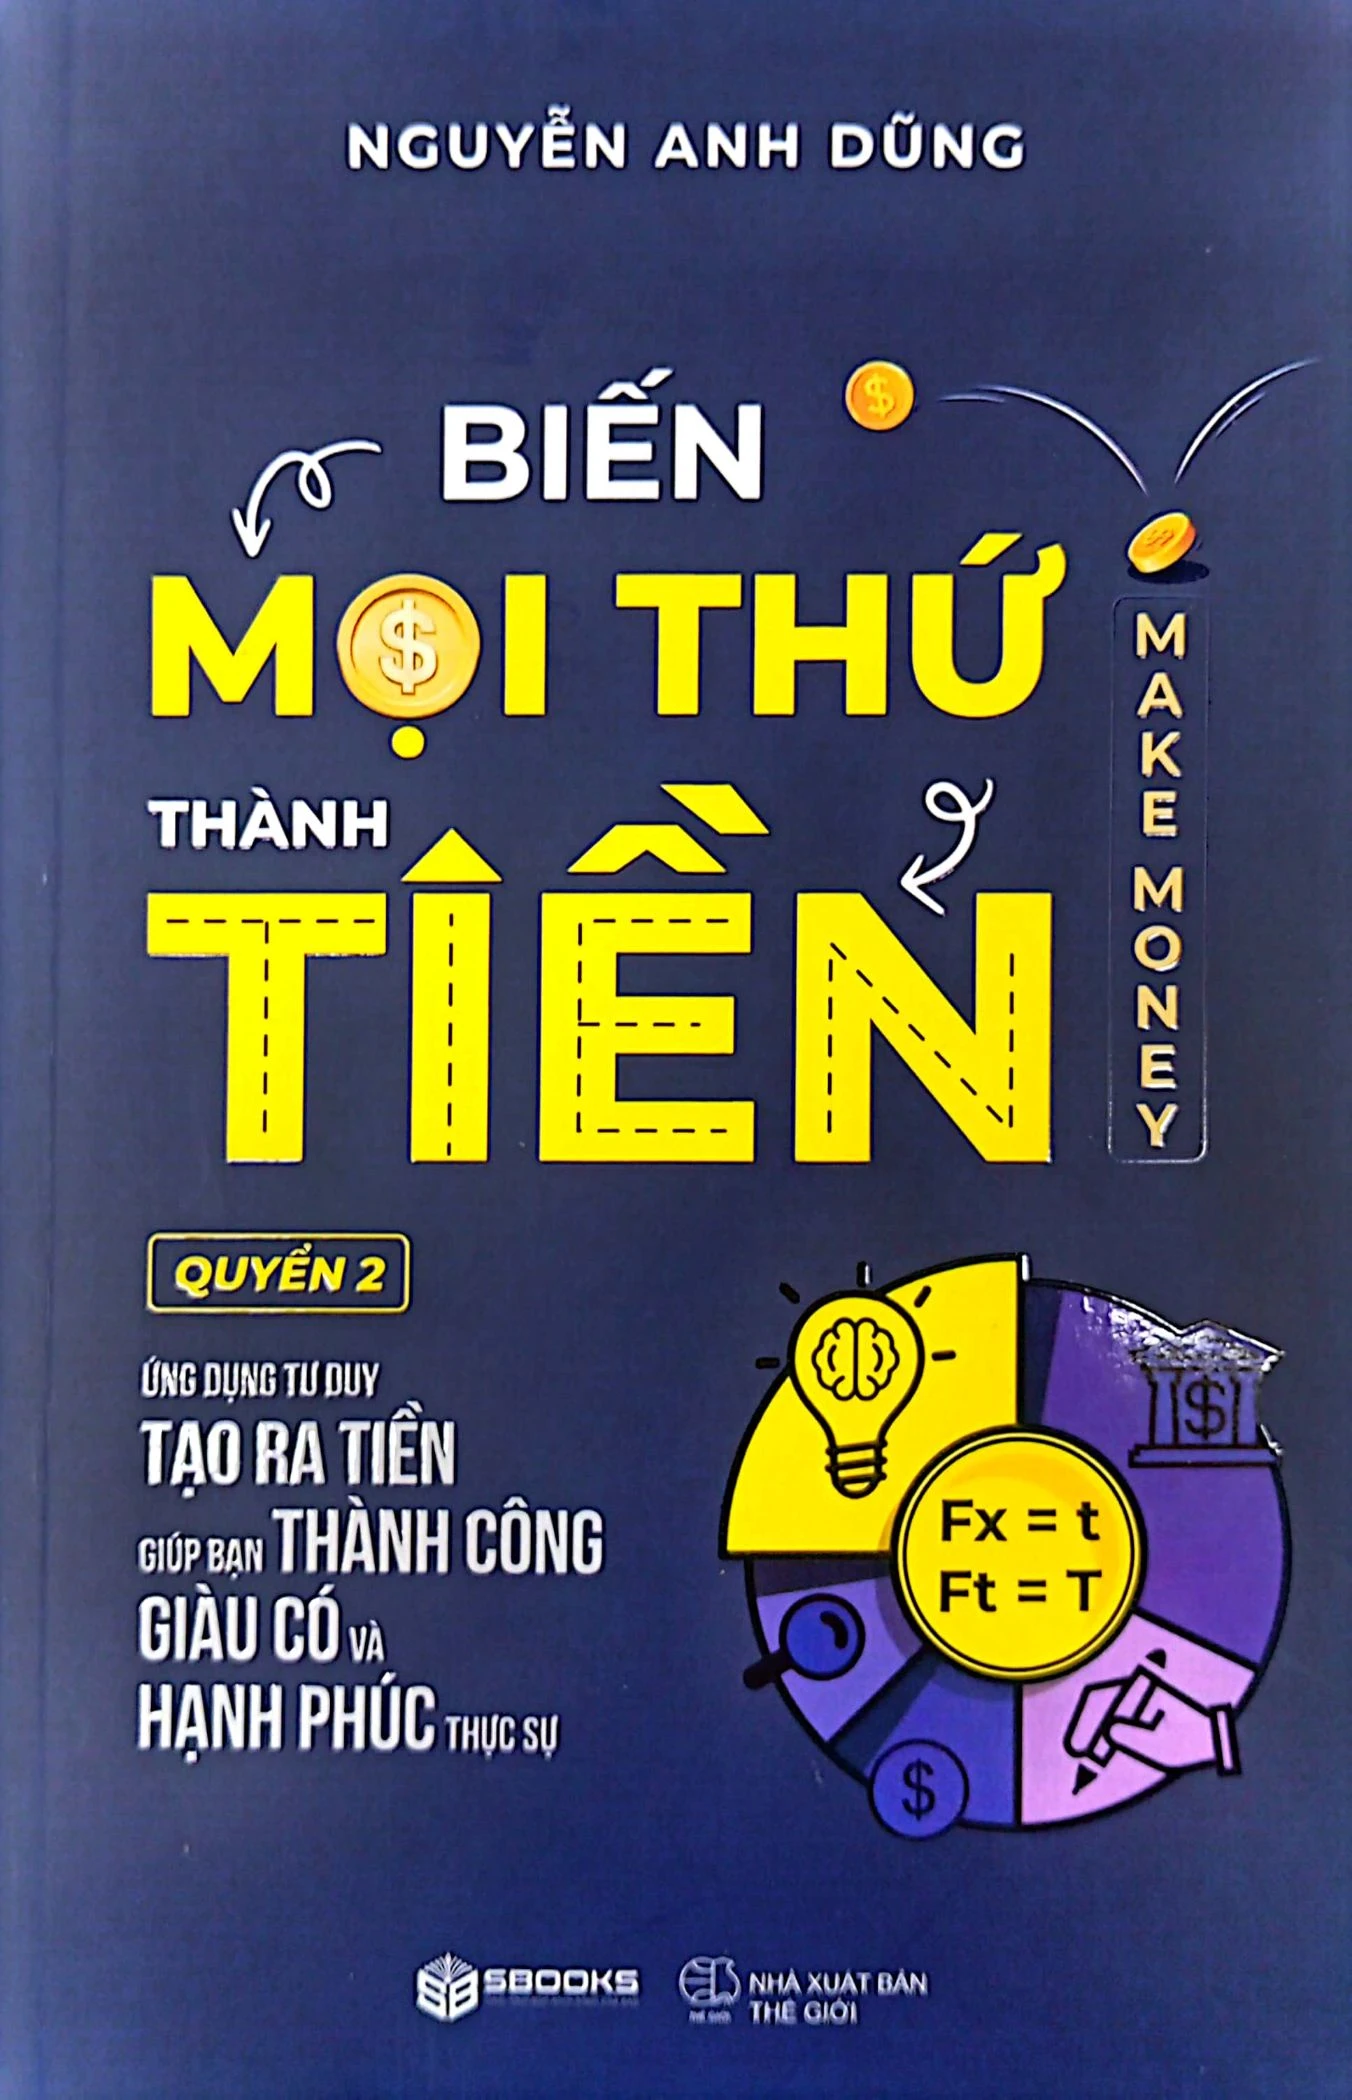 NGUYỄN ANH DŨNG
BIẾN
MỌI THỨ
THÀNH
TIỀN
MAKE MONEY
QUYỂN 2
ỨNG DỤNG TƯ DUY
TẠO RA TIỀN
GIÚP BẠN THÀNH CÔNG
GIÀU CÓ VÀ
HẠNH PHÚC THỰC SỰ
Fx = t
Ft = T
SBOOKS
NHÀ XUẤT BẢN
THẾ GIỚI